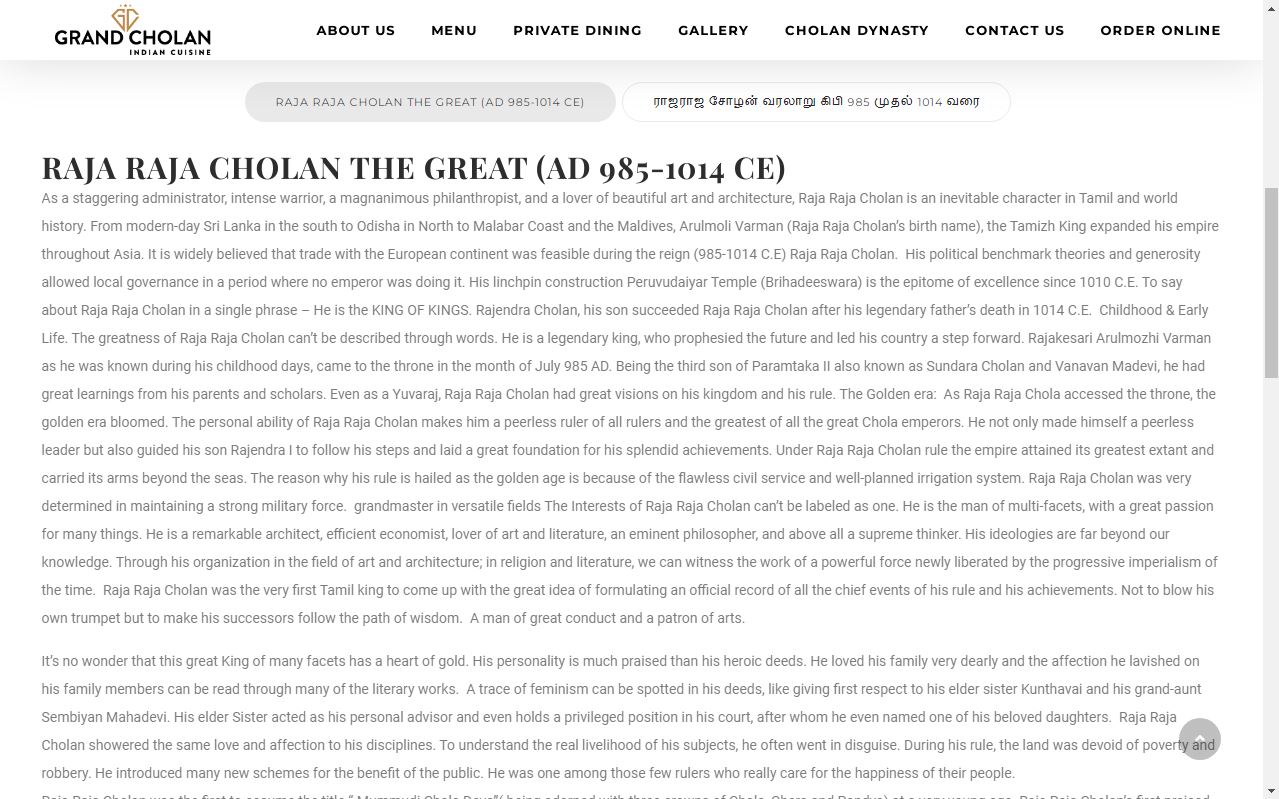 GRAND CHOLAN
INDIAN CUISINE
ABOUT US MENU PRIVATE DINING GALLERY CHOLAN DYNASTY CONTACT US ORDER ONLINE
RAJA RAJA CHOLAN THE GREAT (AD 985-1014 CE) ராஜராஜ சோழன் வரலாறு கிபி 985 முதல் 1014 வரை
RAJA RAJA CHOLAN THE GREAT (AD 985-1014 CE)
As a staggering administrator, intense warrior, a magnanimous philanthropist, and a lover of beautiful art and architecture, Raja Raja Cholan is an inevitable character in Tamil and world
history. From modern-day Sri Lanka in the south to Odisha in North to Malabar Coast and the Maldives, Arulmoli Varman (Raja Raja Cholan’s birth name), the Tamizh King expanded his empire
throughout Asia. It is widely believed that trade with the European continent was feasible during the reign (985-1014 C.E) Raja Raja Cholan.  His political benchmark theories and generosity
allowed local governance in a period where no emperor was doing it. His linchpin construction Peruvudaiyar Temple (Brihadeeswara) is the epitome of excellence since 1010 C.E. To say
about Raja Raja Cholan in a single phrase – He is the KING OF KINGS. Rajendra Cholan, his son succeeded Raja Raja Cholan after his legendary father’s death in 1014 C.E.  Childhood & Early
Life. The greatness of Raja Raja Cholan can’t be described through words. He is a legendary king, who prophesied the future and led his country a step forward. Rajakesari Arulmozhi Varman
as he was known during his childhood days, came to the throne in the month of July 985 AD. Being the third son of Paramtaka II also known as Sundara Cholan and Vanavan Madevi, he had
great learnings from his parents and scholars. Even as a Yuvaraj, Raja Raja Cholan had great visions on his kingdom and his rule. The Golden era:  As Raja Raja Chola accessed the throne, the
golden era bloomed. The personal ability of Raja Raja Cholan makes him a peerless ruler of all rulers and the greatest of all the great Chola emperors. He not only made himself a peerless
leader but also guided his son Rajendra I to follow his steps and laid a great foundation for his splendid achievements. Under Raja Raja Cholan rule the empire attained its greatest extant and
carried its arms beyond the seas. The reason why his rule is hailed as the golden age is because of the flawless civil service and well-planned irrigation system. Raja Raja Cholan was very
determined in maintaining a strong military force.  grandmaster in versatile fields The Interests of Raja Raja Cholan can’t be labeled as one. He is the man of multi-facets, with a great passion
for many things. He is a remarkable architect, efficient economist, lover of art and literature, an eminent philosopher, and above all a supreme thinker. His ideologies are far beyond our
knowledge. Through his organization in the field of art and architecture; in religion and literature, we can witness the work of a powerful force newly liberated by the progressive imperialism of
the time.  Raja Raja Cholan was the very first Tamil king to come up with the great idea of formulating an official record of all the chief events of his rule and his achievements. Not to blow his
own trumpet but to make his successors follow the path of wisdom.  A man of great conduct and a patron of arts.
It’s no wonder that this great King of many facets has a heart of gold. His personality is much praised than his heroic deeds. He loved his family very dearly and the affection he lavished on
his family members can be read through many of the literary works.  A trace of feminism can be spotted in his deeds, like giving first respect to his elder sister Kunthavai and his grand-aunt
Sembiyan Mahadevi. His elder Sister acted as his personal advisor and even holds a privileged position in his court, after whom he even named one of his beloved daughters.  Raja Raja
Cholan showered the same love and affection to his disciplines. To understand the real livelihood of his subjects, he often went in disguise. During his rule, the land was devoid of poverty and
robbery. He introduced many new schemes for the benefit of the public. He was one among those few rulers who really care for the happiness of their people.